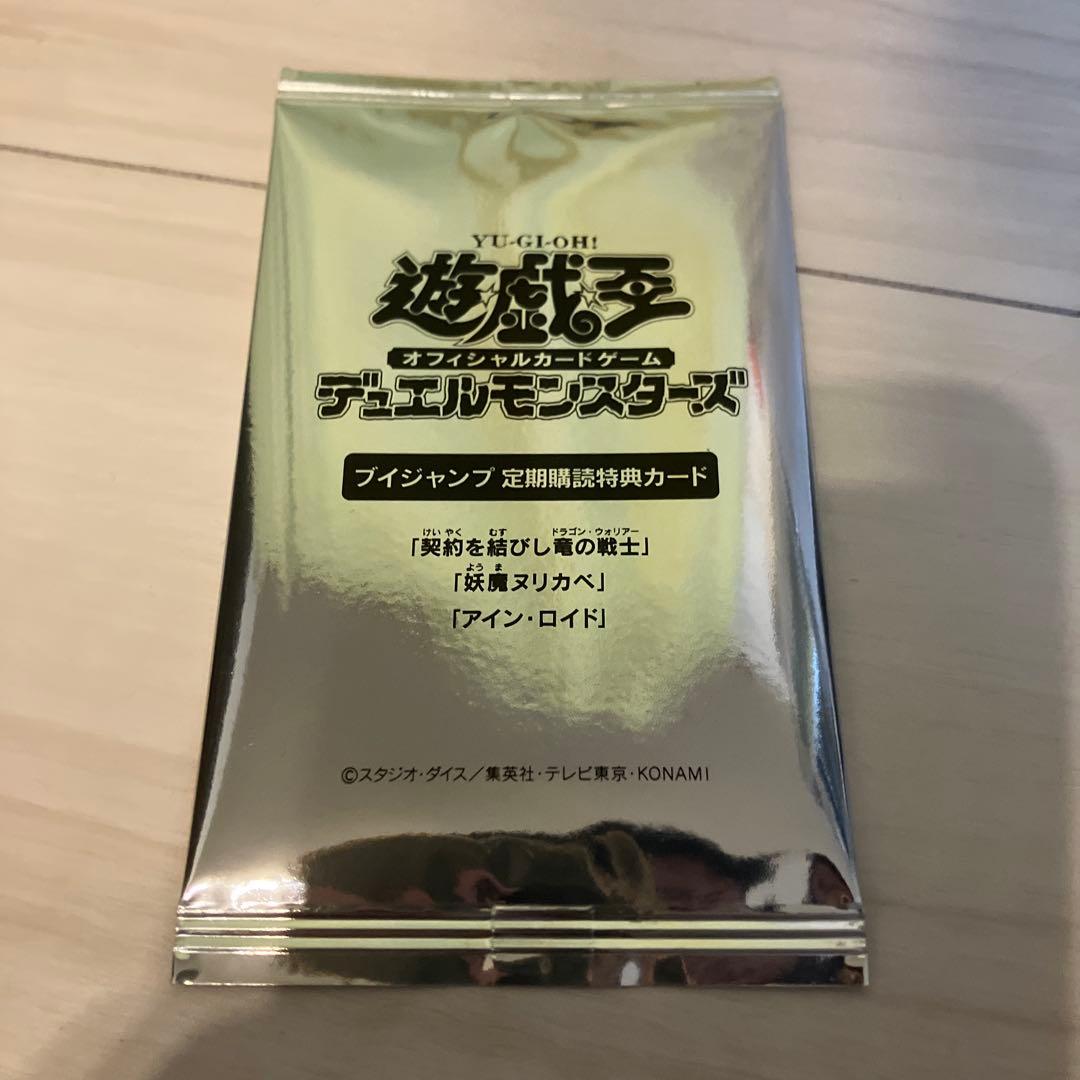 YU-GI-OH!
遊戯王
オフィシャルカードゲーム
デュエルモンスターズ
ブイジャンプ 定期購読特典カード
けい やく むす ドラゴン・ウォリアー
「契約を結びし竜の戦士」
よう ま
「妖魔ヌリカベ」
「アイン・ロイド」
©スタジオ・ダイス/集英社・テレビ東京・KONAMI